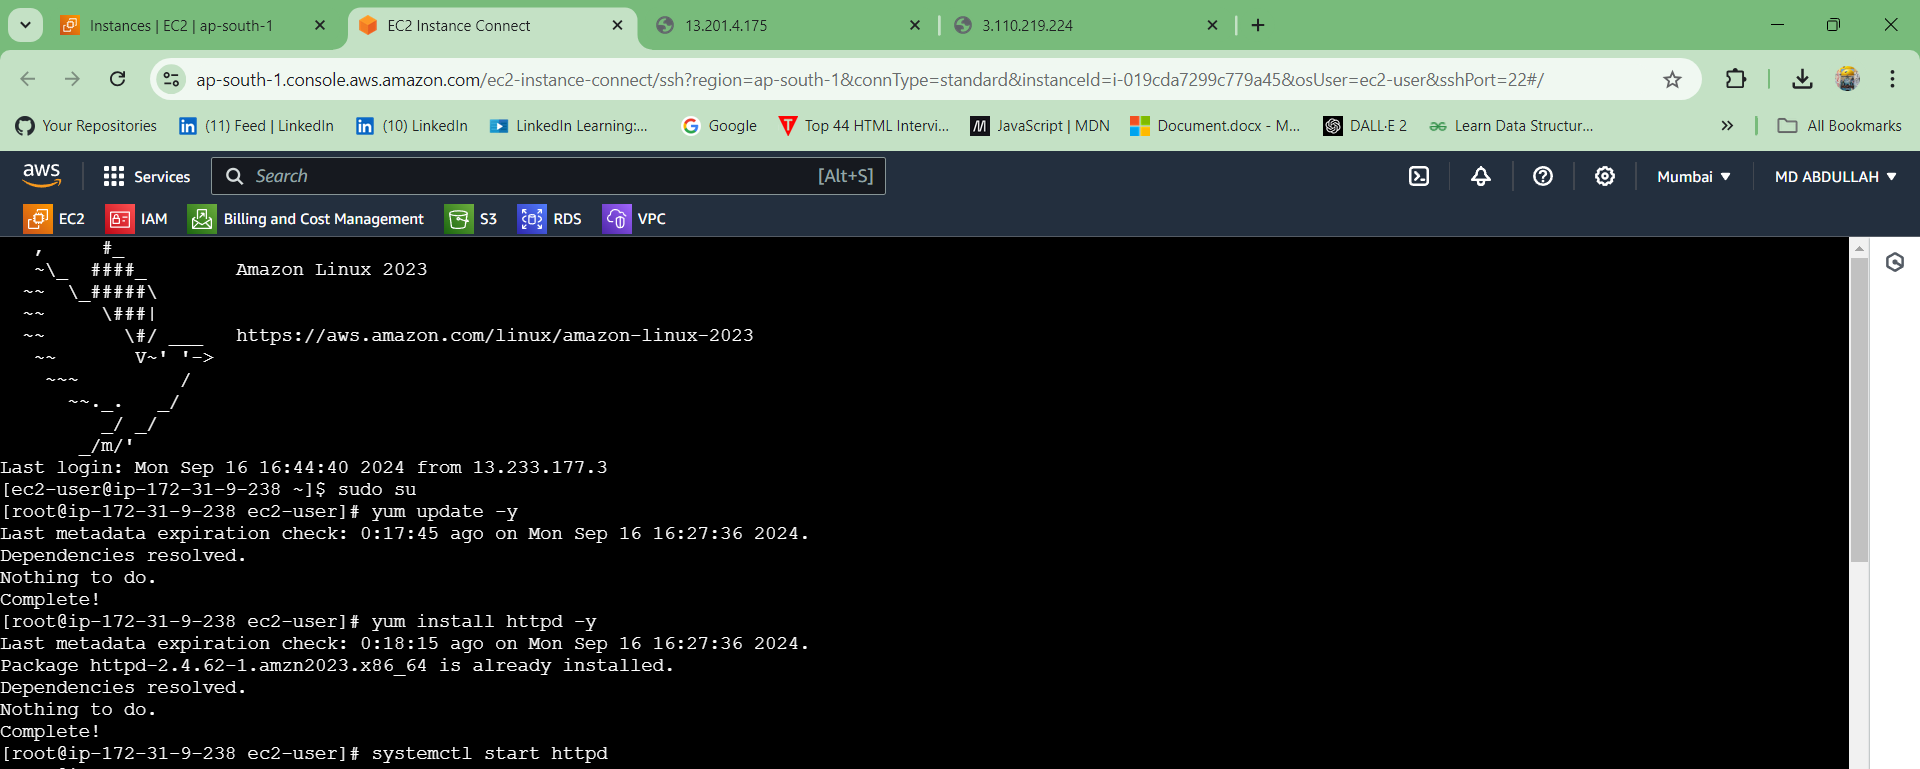 Instances | EC2 | ap-south-1
EC2 Instance Connect
13.201.4.175
3.110.219.224
ap-south-1.console.aws.amazon.com/ec2-instance-connect/ssh?region=ap-south-1&connType=standard&instanceId=i-019cda7299c779a45&osUser=ec2-user&sshPort=22#/
Your Repositories (11) Feed | LinkedIn (10) LinkedIn LinkedIn Learning:... Google Top 44 HTML Intervi... JavaScript | MDN Document.docx - M... DALL·E 2 Learn Data Structur... » All Bookmarks
aws Services Search [Alt+S] Mumbai MD ABDULLAH
EC2 IAM Billing and Cost Management S3 RDS VPC
   ,     #_
   ~\_  ####_        Amazon Linux 2023
  ~~  \_#####\
  ~~     \###|
  ~~       \#/ ___   https://aws.amazon.com/linux/amazon-linux-2023
   ~~       V~' '->
    ~~~         /
      ~~._.   _/
         _/ _/
       _/m/'
Last login: Mon Sep 16 16:44:40 2024 from 13.233.177.3
[ec2-user@ip-172-31-9-238 ~]$ sudo su
[root@ip-172-31-9-238 ec2-user]# yum update -y
Last metadata expiration check: 0:17:45 ago on Mon Sep 16 16:27:36 2024.
Dependencies resolved.
Nothing to do.
Complete!
[root@ip-172-31-9-238 ec2-user]# yum install httpd -y
Last metadata expiration check: 0:18:15 ago on Mon Sep 16 16:27:36 2024.
Package httpd-2.4.62-1.amzn2023.x86_64 is already installed.
Dependencies resolved.
Nothing to do.
Complete!
[root@ip-172-31-9-238 ec2-user]# systemctl start httpd